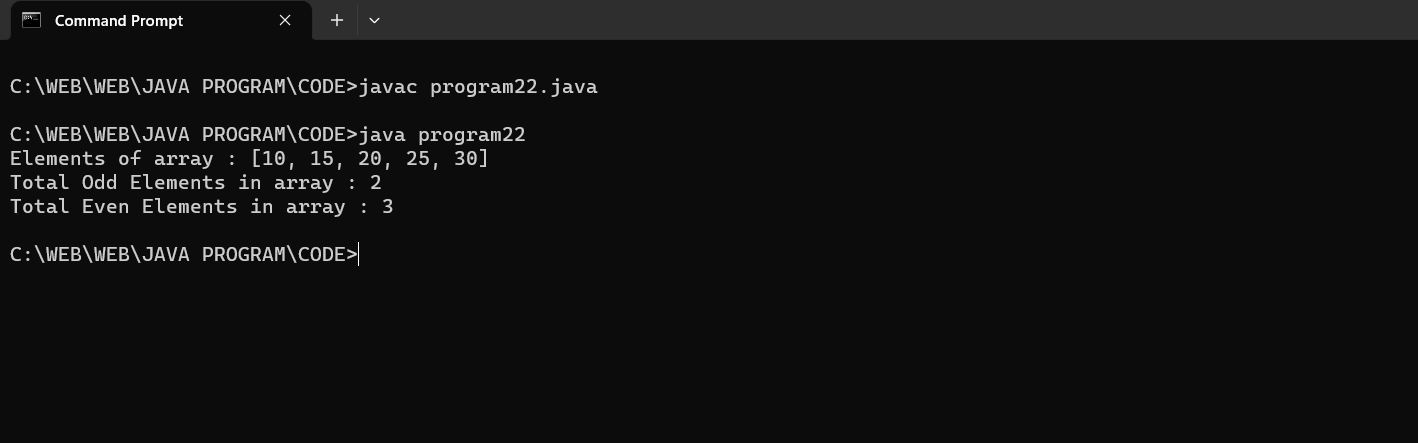 Command Prompt
C:\WEB\WEB\JAVA PROGRAM\CODE>javac program22.java
C:\WEB\WEB\JAVA PROGRAM\CODE>java program22
Elements of array : [10, 15, 20, 25, 30]
Total Odd Elements in array : 2
Total Even Elements in array : 3
C:\WEB\WEB\JAVA PROGRAM\CODE>